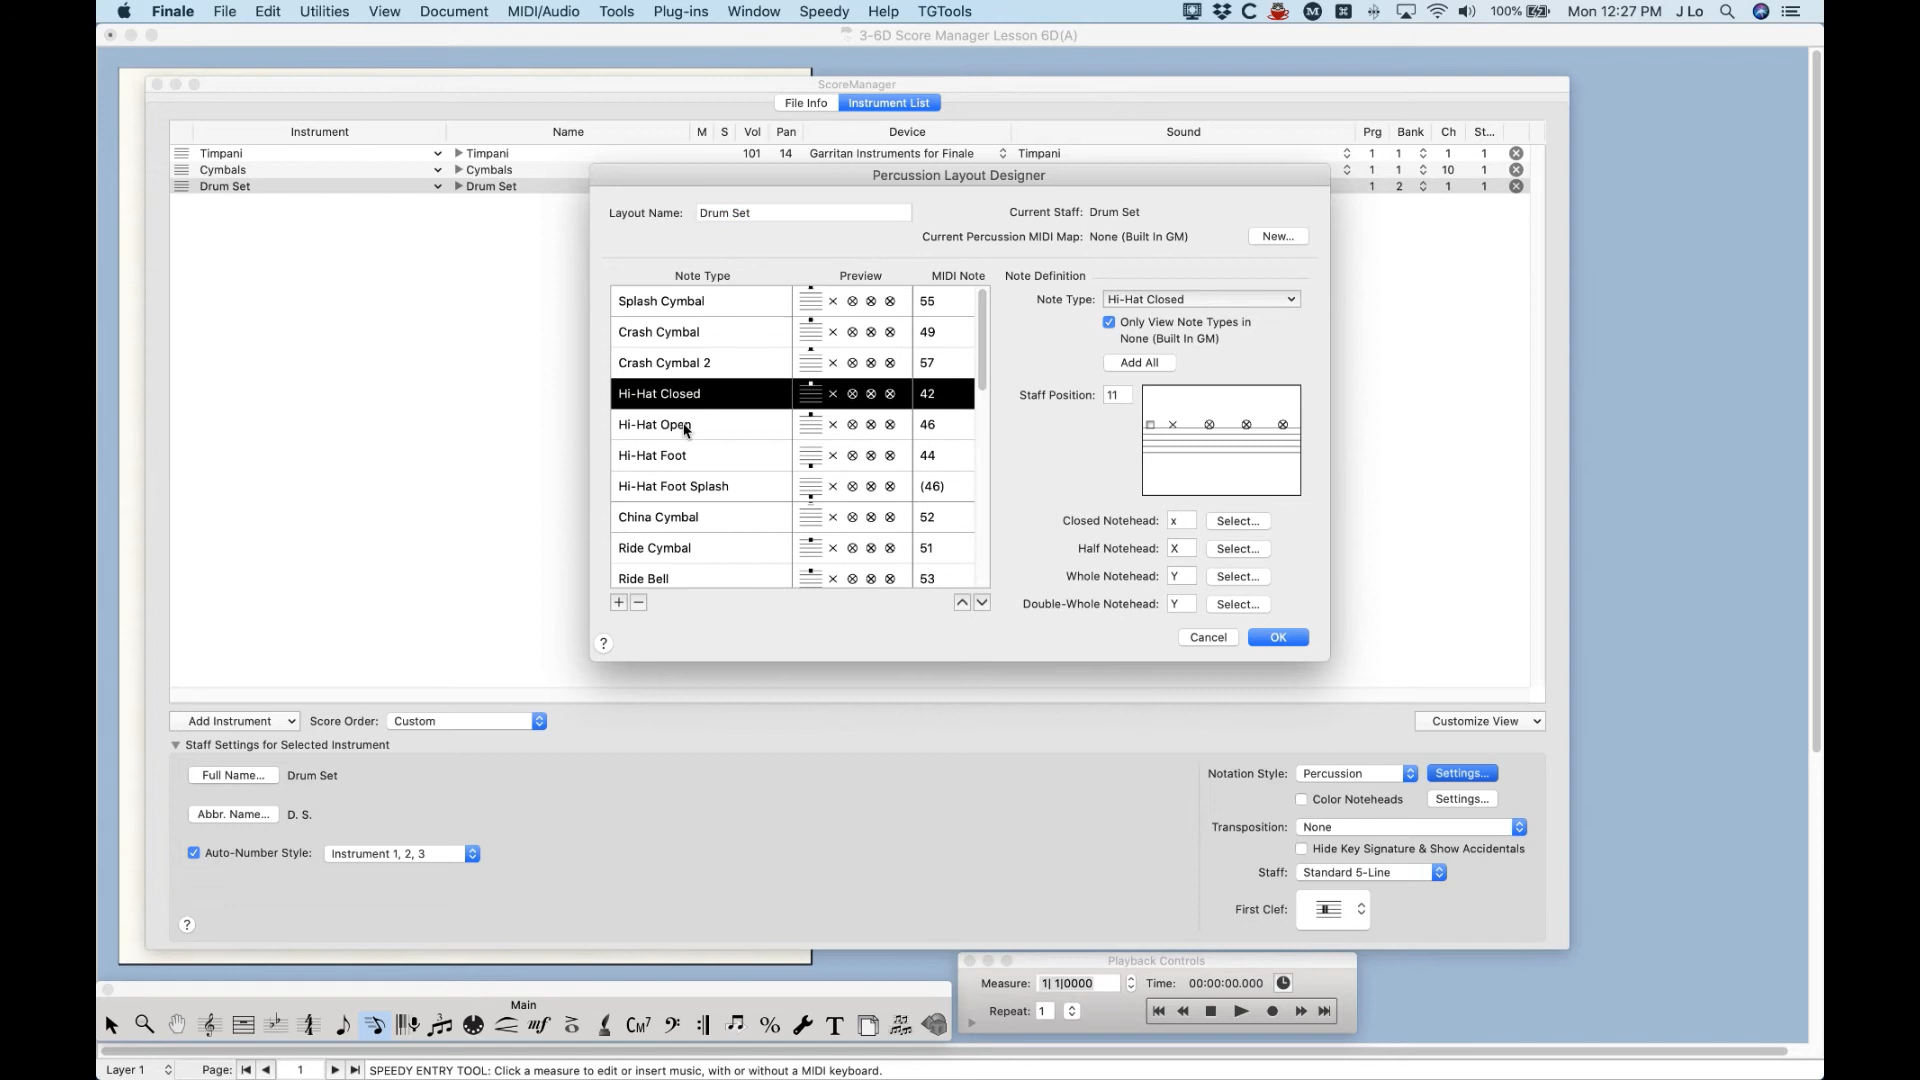 Finale File Edit Utilities View Document MIDI/Audio Tools Plug-ins Window Speedy Help TGTools 100% Mon 12:27 PM J Lo
3-6D Score Manager Lesson 6D(A)
ScoreManager
File Info Instrument List
Instrument Name M S Vol Pan Device Sound Prg Bank Ch St...
Timpani Timpani 101 14 Garritan Instruments for Finale Timpani 1 1 1 1
Cymbals Cymbals 1 1 10 1
Drum Set Drum Set 1 2 1 1
Percussion Layout Designer
Layout Name: Drum Set Current Staff: Drum Set
Current Percussion MIDI Map: None (Built In GM) New...
Note Type Preview MIDI Note Note Definition
Splash Cymbal 55 Note Type: Hi-Hat Closed
Only View Note Types in
None (Built In GM)
Crash Cymbal 49
Crash Cymbal 2 57 Add All
Hi-Hat Closed 42 Staff Position: 11
Hi-Hat Open 46
Hi-Hat Foot 44
Hi-Hat Foot Splash (46)
China Cymbal 52 Closed Notehead: x Select...
Ride Cymbal 51 Half Notehead: X Select...
Ride Bell 53 Whole Notehead: Y Select...
Double-Whole Notehead: Y Select...
? Cancel OK
Add Instrument Score Order: Custom Customize View
Staff Settings for Selected Instrument
Full Name... Drum Set Notation Style: Percussion Settings...
Color Noteheads Settings...
Abbr. Name... D. S.
Transposition: None
Hide Key Signature & Show Accidentals
Auto-Number Style: Instrument 1, 2, 3
Staff: Standard 5-Line
First Clef:
?
Playback Controls
Measure: 1| 1|0000 Time: 00:00:00.000
Repeat: 1
Main
mf CM7 % T
Layer 1 Page: 1 SPEEDY ENTRY TOOL: Click a measure to edit or insert music, with or without a MIDI keyboard.